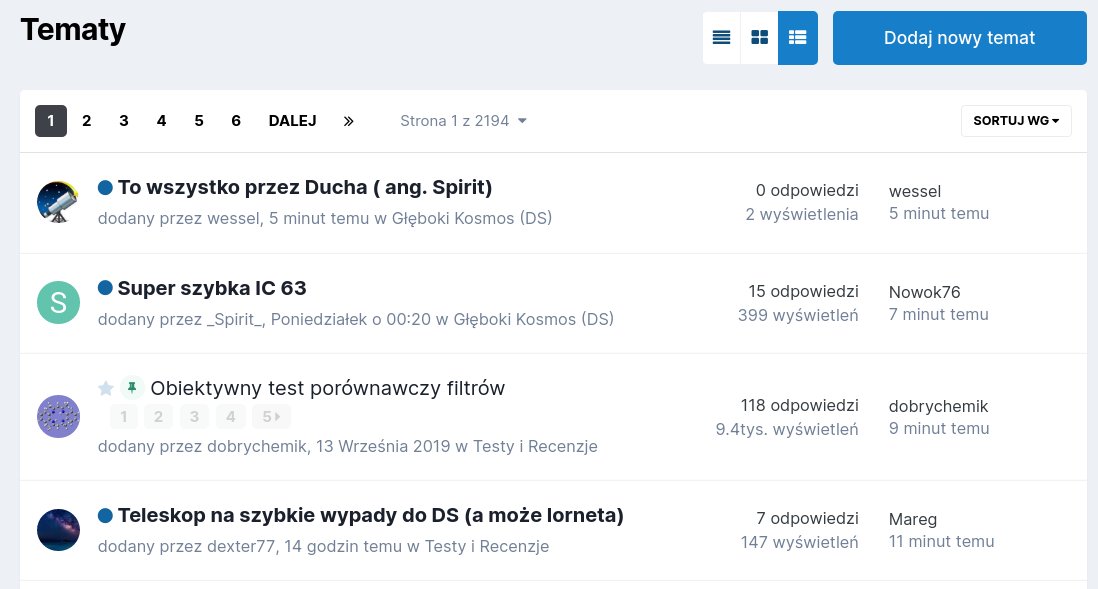 Tematy
Dodaj nowy temat
1 2 3 4 5 6 DALEJ » Strona 1 z 2194
SORTUJ WG
To wszystko przez Ducha ( ang. Spirit)
dodany przez wessel, 5 minut temu w Głęboki Kosmos (DS)
0 odpowiedzi
2 wyświetlenia
wessel
5 minut temu
S
Super szybka IC 63
dodany przez _Spirit_, Poniedziałek o 00:20 w Głęboki Kosmos (DS)
15 odpowiedzi
399 wyświetleń
Nowok76
7 minut temu
Obiektywny test porównawczy filtrów
1 2 3 4 5
dodany przez dobrychemik, 13 Września 2019 w Testy i Recenzje
118 odpowiedzi
9.4tys. wyświetleń
dobrychemik
9 minut temu
Teleskop na szybkie wypady do DS (a może lorneta)
dodany przez dexter77, 14 godzin temu w Testy i Recenzje
7 odpowiedzi
147 wyświetleń
Mareg
11 minut temu